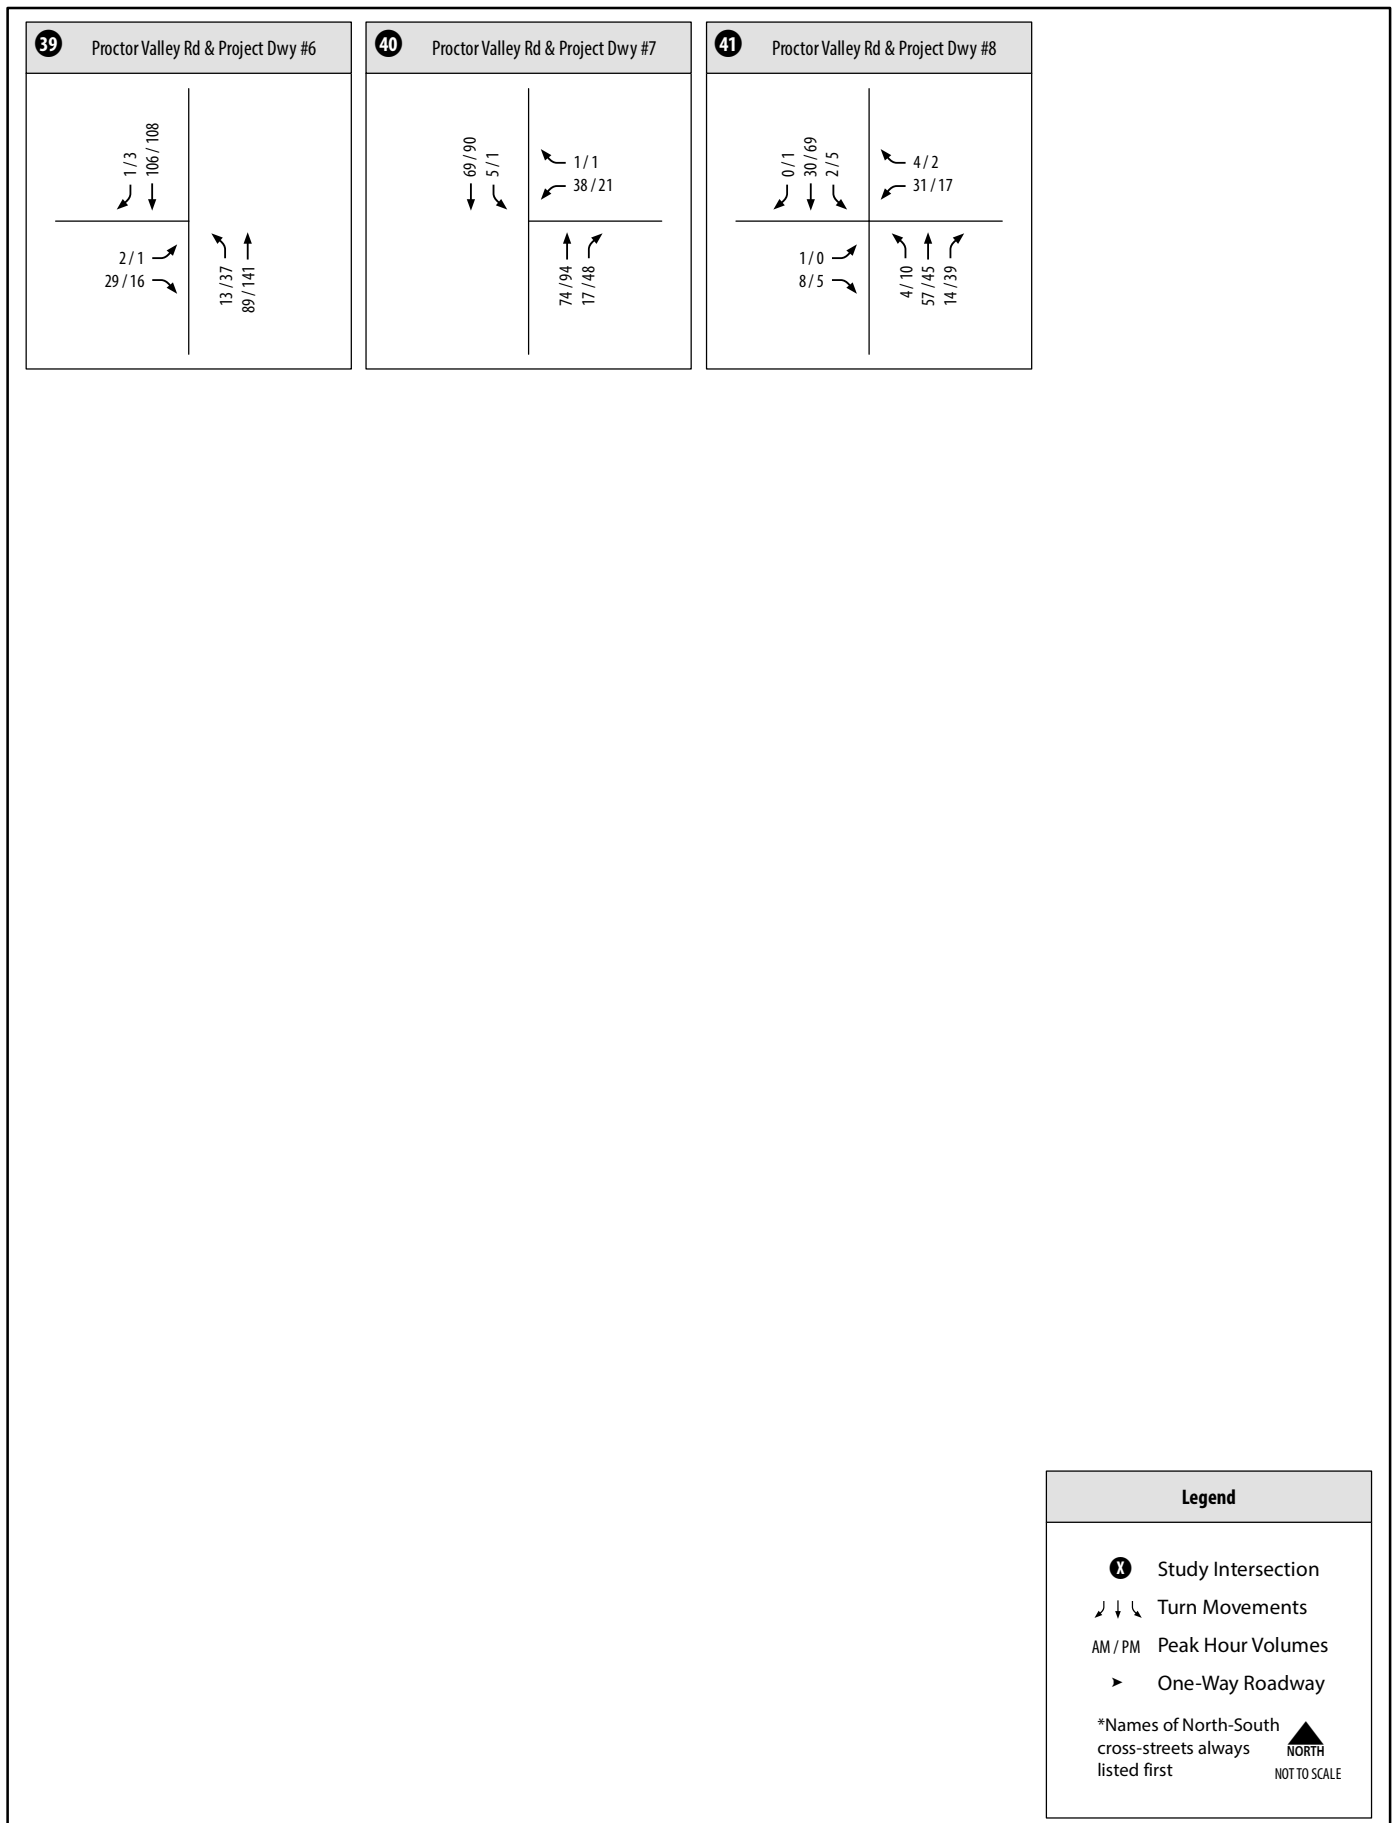 39 Proctor Valley Rd & Project Dwy #6
1 / 3
106 / 108
2 / 1
29 / 16
13 / 37
89 / 141
40 Proctor Valley Rd & Project Dwy #7
69 / 90
5 / 1
1 / 1
38 / 21
74 / 94
17 / 48
41 Proctor Valley Rd & Project Dwy #8
0 / 1
30 / 69
2 / 5
4 / 2
31 / 17
1 / 0
8 / 5
4 / 10
57 / 45
14 / 39
Legend
X Study Intersection
Turn Movements
AM / PM Peak Hour Volumes
One-Way Roadway
*Names of North-South
cross-streets always
listed first
NORTH
NOT TO SCALE